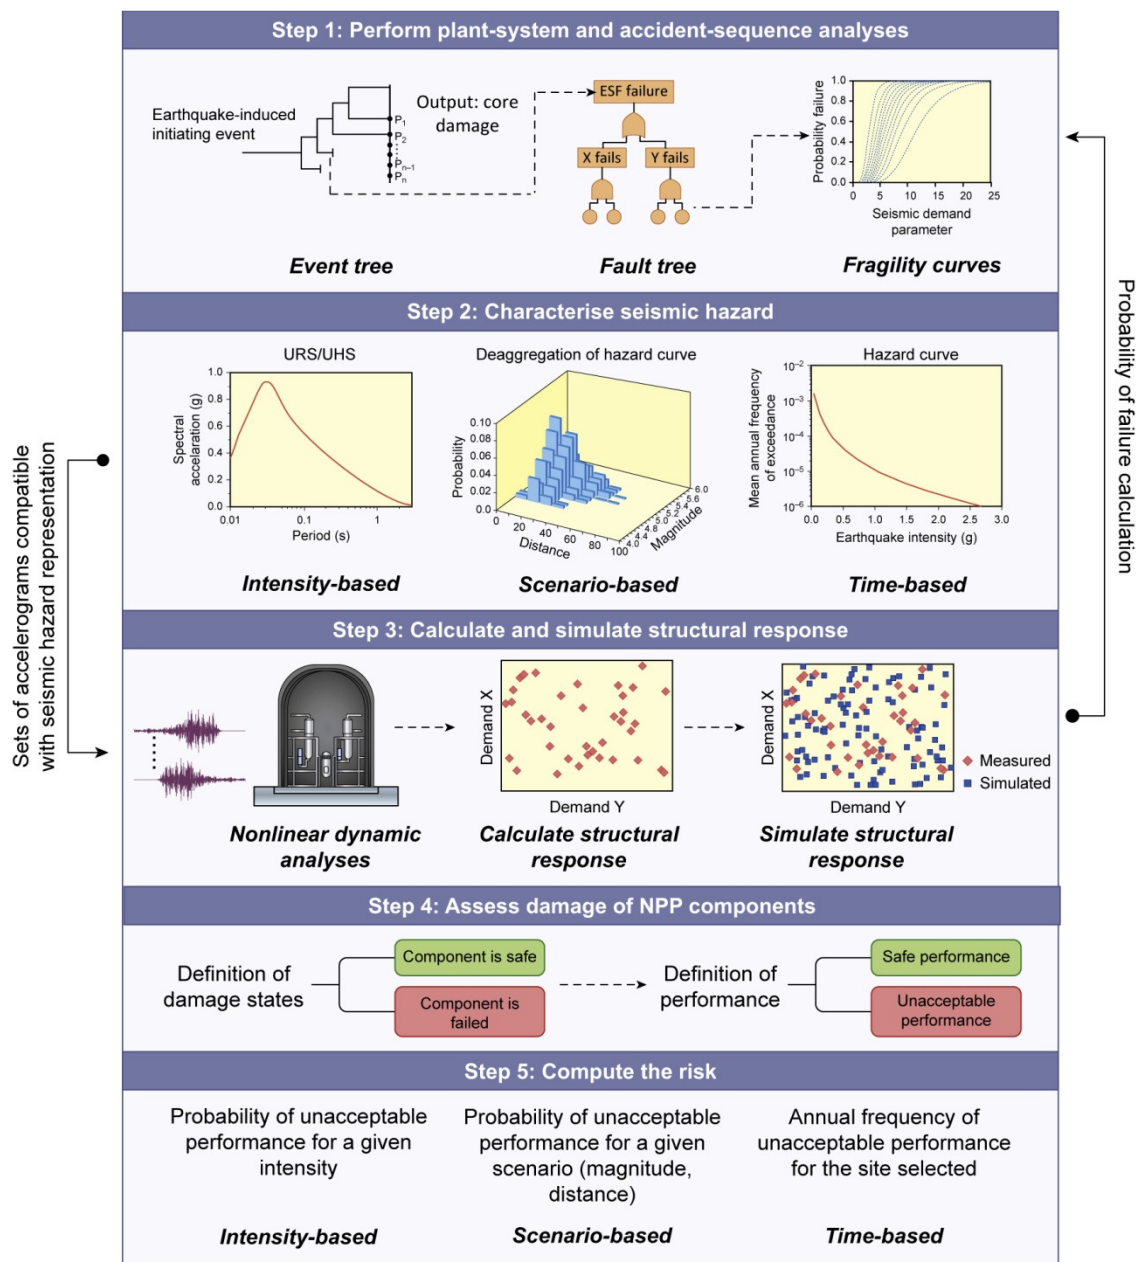 Step 1: Perform plant-system and accident-sequence analyses
Earthquake-induced
initiating event
P1
P2
Pn–1
Pn
Output: core
damage
ESF failure
X fails
Y fails
Probability failure
1.0
0.8
0.6
0.4
0.2
0.0
0 5 10 15 20 25
Seismic demand
parameter
Event tree
Fault tree
Fragility curves
Step 2: Characterise seismic hazard
URS/UHS
Spectral
accelaration (g)
1.0
0.8
0.6
0.4
0.2
0.0
0.01 0.1 1
Period (s)
Intensity-based
Deaggregation of hazard curve
Probability
0.10
0.08
0.06
0.04
0.02
0.0
0 20 40 60 80 100
Distance
4.0 4.4 4.8 5.0 5.2 5.4 5.6 5.8 6.0
Magnitude
Scenario-based
Hazard curve
Mean annual frequency
of exceedance
10–2
10–3
10–4
10–5
10–6
0.0 0.5 1.0 1.5 2.0 2.5 3.0
Earthquake intensity (g)
Time-based
Sets of accelerograms compatible
with seismic hazard representation
Probability of failure calculation
Step 3: Calculate and simulate structural response
Demand X
Demand Y
Demand X
Demand Y
Measured
Simulated
Nonlinear dynamic
analyses
Calculate structural
response
Simulate structural
response
Step 4: Assess damage of NPP components
Definition of
damage states
Component is safe
Component is
failed
Definition of
performance
Safe performance
Unacceptable
performance
Step 5: Compute the risk
Probability of unacceptable
performance for a given
intensity
Intensity-based
Probability of unacceptable
performance for a given
scenario (magnitude,
distance)
Scenario-based
Annual frequency of
unacceptable performance
for the site selected
Time-based